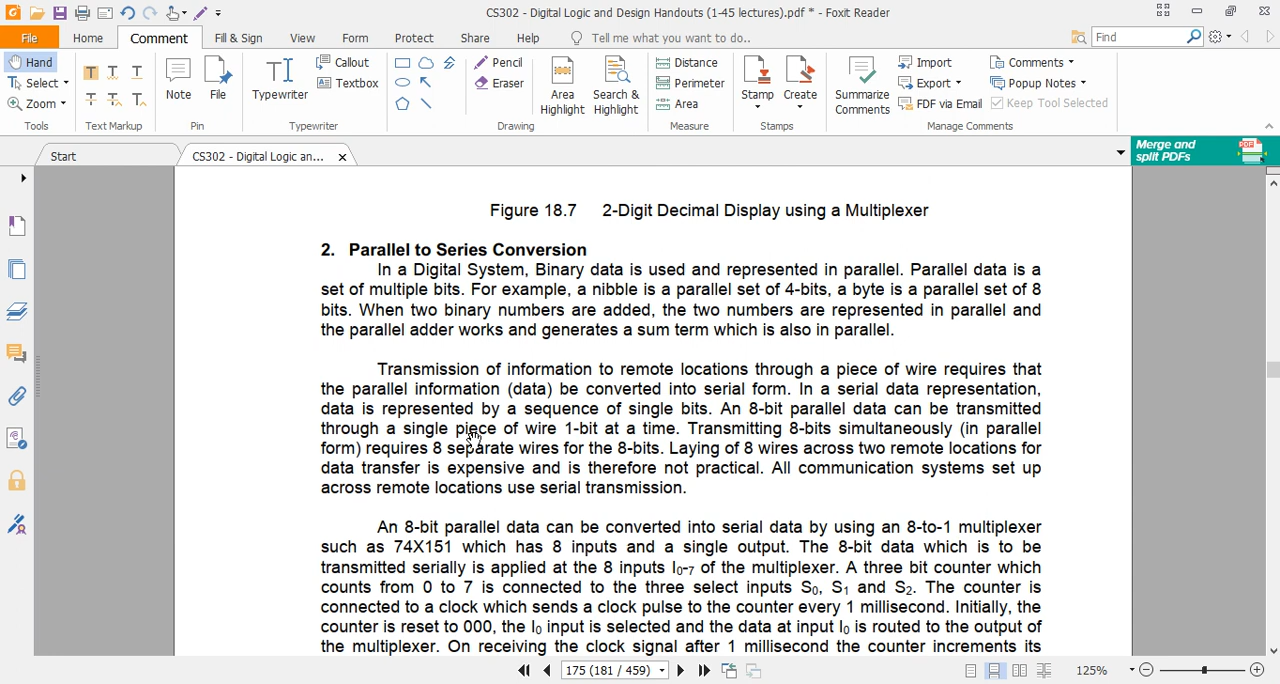 CS302 - Digital Logic and Design Handouts (1-45 lectures).pdf * - Foxit Reader
File Home Comment Fill & Sign View Form Protect Share Help Tell me what you want to do.. Find
Hand
Select
Zoom
Tools
Text Markup
Note
File
Pin
Typewriter
Callout
Textbox
Typewriter
Pencil
Eraser
Drawing
Area Highlight
Search & Highlight
Distance
Perimeter
Area
Measure
Stamp
Create
Stamps
Summarize Comments
Import
Export
FDF via Email
Comments
Popup Notes
Keep Tool Selected
Manage Comments
Start
CS302 - Digital Logic an...
Merge and
split PDFs
Figure 18.7 2-Digit Decimal Display using a Multiplexer
2. Parallel to Series Conversion
In a Digital System, Binary data is used and represented in parallel. Parallel data is a
set of multiple bits. For example, a nibble is a parallel set of 4-bits, a byte is a parallel set of 8
bits. When two binary numbers are added, the two numbers are represented in parallel and
the parallel adder works and generates a sum term which is also in parallel.
Transmission of information to remote locations through a piece of wire requires that
the parallel information (data) be converted into serial form. In a serial data representation,
data is represented by a sequence of single bits. An 8-bit parallel data can be transmitted
through a single piece of wire 1-bit at a time. Transmitting 8-bits simultaneously (in parallel
form) requires 8 separate wires for the 8-bits. Laying of 8 wires across two remote locations for
data transfer is expensive and is therefore not practical. All communication systems set up
across remote locations use serial transmission.
An 8-bit parallel data can be converted into serial data by using an 8-to-1 multiplexer
such as 74X151 which has 8 inputs and a single output. The 8-bit data which is to be
transmitted serially is applied at the 8 inputs I0-7 of the multiplexer. A three bit counter which
counts from 0 to 7 is connected to the three select inputs S0, S1 and S2. The counter is
connected to a clock which sends a clock pulse to the counter every 1 millisecond. Initially, the
counter is reset to 000, the I0 input is selected and the data at input I0 is routed to the output of
the multiplexer. On receiving the clock signal after 1 millisecond the counter increments its
175 (181 / 459)
125%